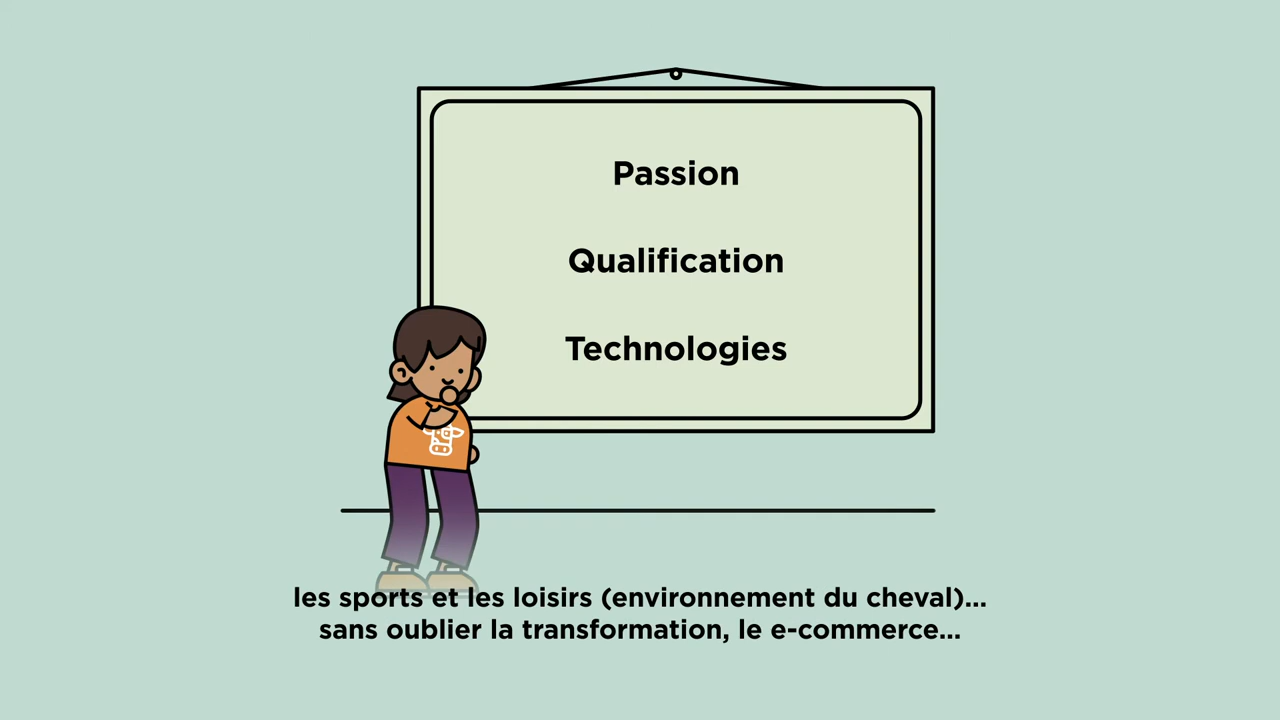 Passion
Qualification
Technologies
les sports et les loisirs (environnement du cheval)...
sans oublier la transformation, le e-commerce...